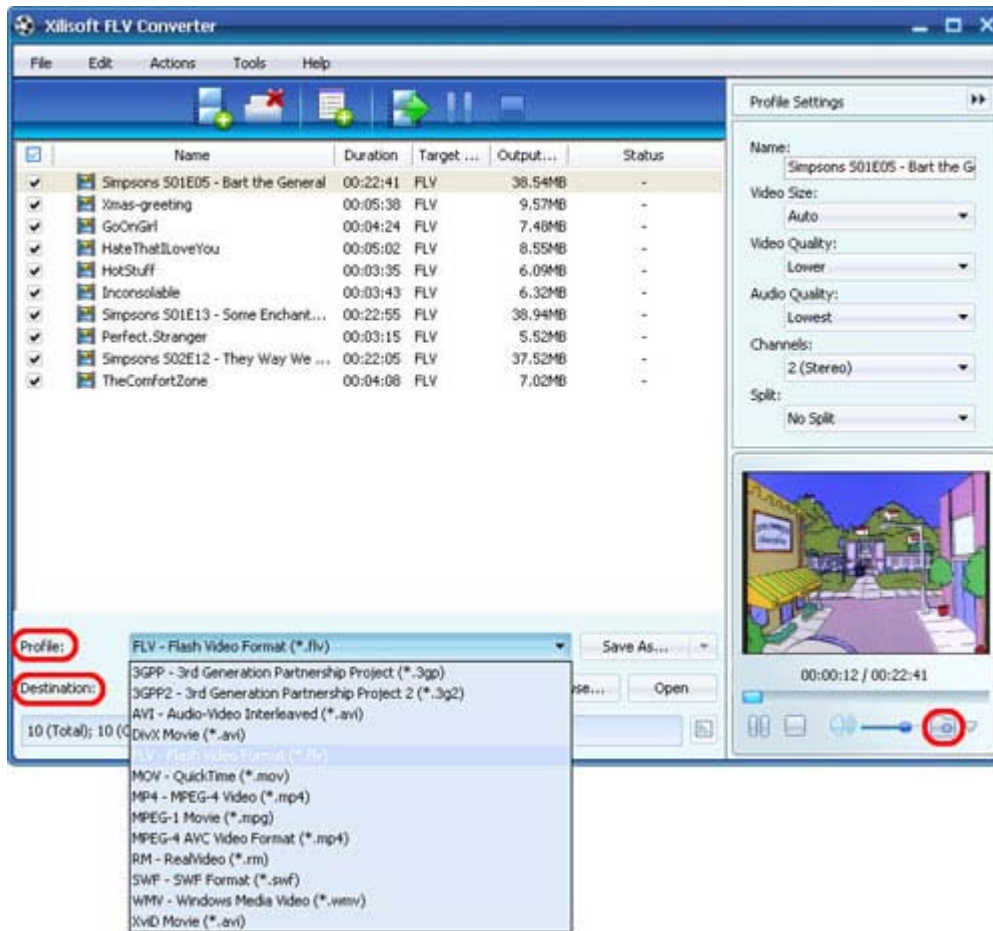 Xilisoft FLV Converter
File Edit Actions Tools Help
Name Duration Target ... Output... Status
Simpsons S01E05 - Bart the General 00:22:41 FLV 38.54MB -
Xmas-greeting 00:05:38 FLV 9.57MB -
GoOnGirl 00:04:24 FLV 7.48MB -
HateThatILoveYou 00:05:02 FLV 8.55MB -
HotStuff 00:03:35 FLV 6.09MB -
Inconsolable 00:03:43 FLV 6.32MB -
Simpsons S01E13 - Some Enchant... 00:22:55 FLV 38.94MB -
Perfect.Stranger 00:03:15 FLV 5.52MB -
Simpsons S02E12 - They Way We ... 00:22:05 FLV 37.52MB -
TheComfortZone 00:04:08 FLV 7.02MB -
Profile Settings
Name:
Simpsons S01E05 - Bart the G
Video Size:
Auto
Video Quality:
Lower
Audio Quality:
Lowest
Channels:
2 (Stereo)
Split:
No Split
00:00:12 / 00:22:41
Profile: FLV - Flash Video Format (*.flv) Save As...
Destination: Open
10 (Total); 10 (
3GPP - 3rd Generation Partnership Project (*.3gp)
3GPP2 - 3rd Generation Partnership Project 2 (*.3g2)
AVI - Audio-Video Interleaved (*.avi)
DivX Movie (*.avi)
FLV - Flash Video Format (*.flv)
MOV - QuickTime (*.mov)
MP4 - MPEG-4 Video (*.mp4)
MPEG-1 Movie (*.mpg)
MPEG-4 AVC Video Format (*.mp4)
RM - RealVideo (*.rm)
SWF - SWF Format (*.swf)
WMV - Windows Media Video (*.wmv)
XviD Movie (*.avi)